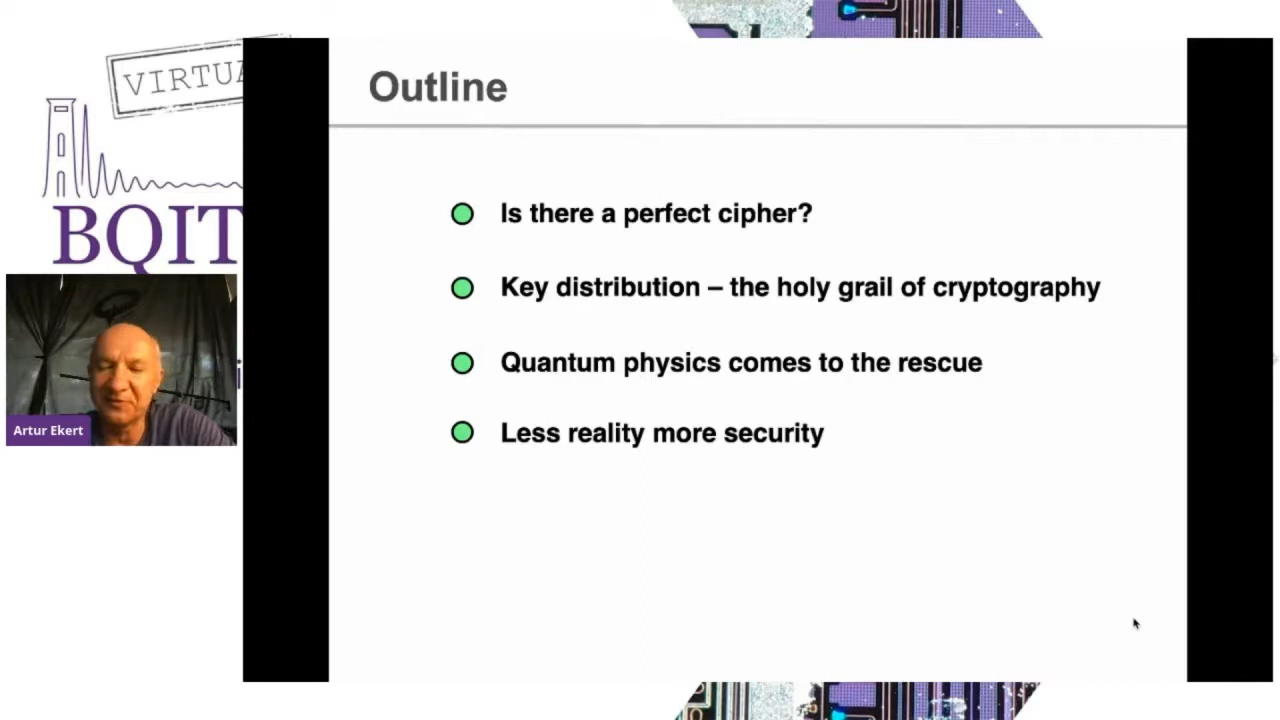 VIRTUA
BQIT
Artur Ekert
Outline
Is there a perfect cipher?
Key distribution – the holy grail of cryptography
Quantum physics comes to the rescue
Less reality more security